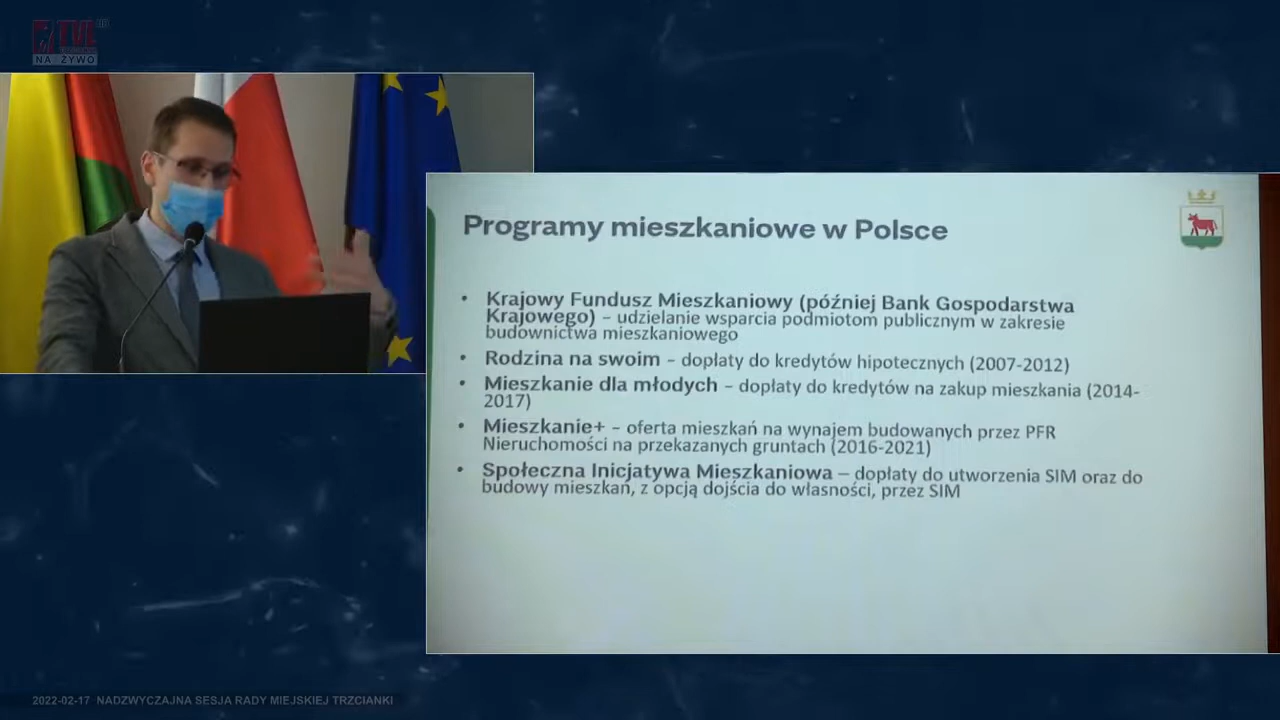 TVL
NA ŻYWO
Programy mieszkaniowe w Polsce
• Krajowy Fundusz Mieszkaniowy (później Bank Gospodarstwa
Krajowego) – udzielanie wsparcia podmiotom publicznym w zakresie
budownictwa mieszkaniowego
• Rodzina na swoim – dopłaty do kredytów hipotecznych (2007-2012)
• Mieszkanie dla młodych – dopłaty do kredytów na zakup mieszkania (2014-
2017)
• Mieszkanie+ – oferta mieszkań na wynajem budowanych przez PFR
Nieruchomości na przekazanych gruntach (2016-2021)
• Społeczna Inicjatywa Mieszkaniowa – dopłaty do utworzenia SIM oraz do
budowy mieszkań, z opcją dojścia do własności, przez SIM
2022-02-17 NADZWYCZAJNA SESJA RADY MIEJSKIEJ TRZCIANKI